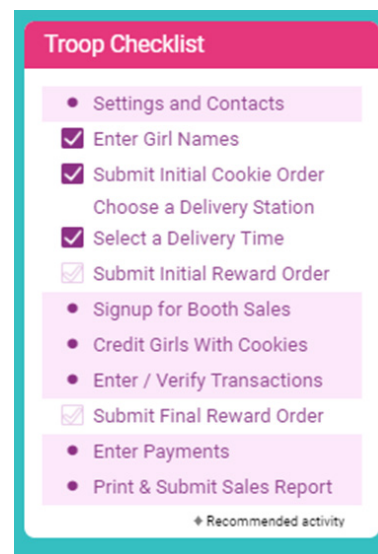 Troop Checklist
Settings and Contacts
Enter Girl Names
Submit Initial Cookie Order
Choose a Delivery Station
Select a Delivery Time
Submit Initial Reward Order
Signup for Booth Sales
Credit Girls With Cookies
Enter / Verify Transactions
Submit Final Reward Order
Enter Payments
Print & Submit Sales Report
Recommended activity